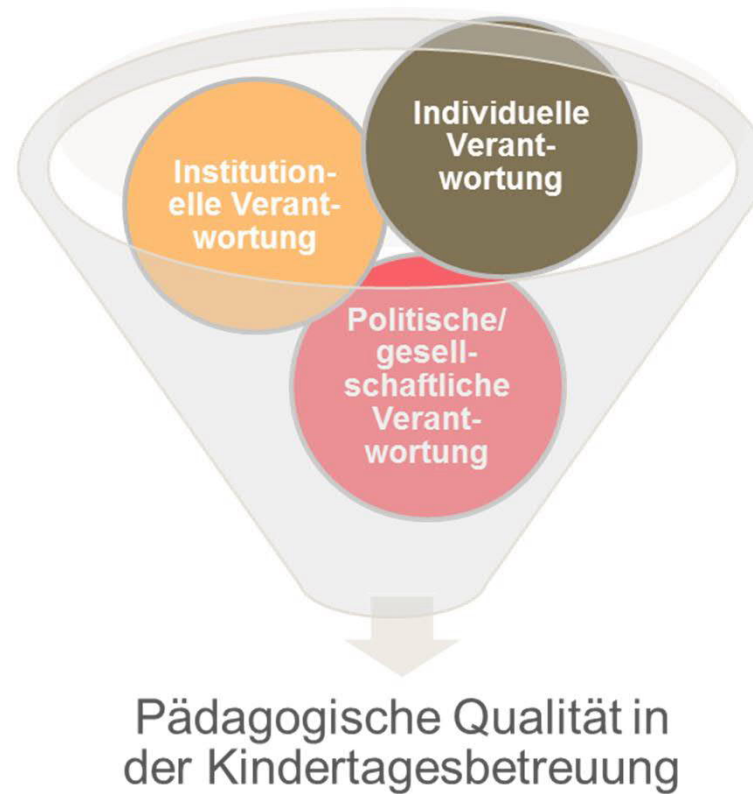 Individuelle
Verant-
wortung
Institution-
elle Verant-
wortung
Politische/
gesell-
schaftliche
Verant-
wortung
Pädagogische Qualität in
der Kindertagesbetreuung